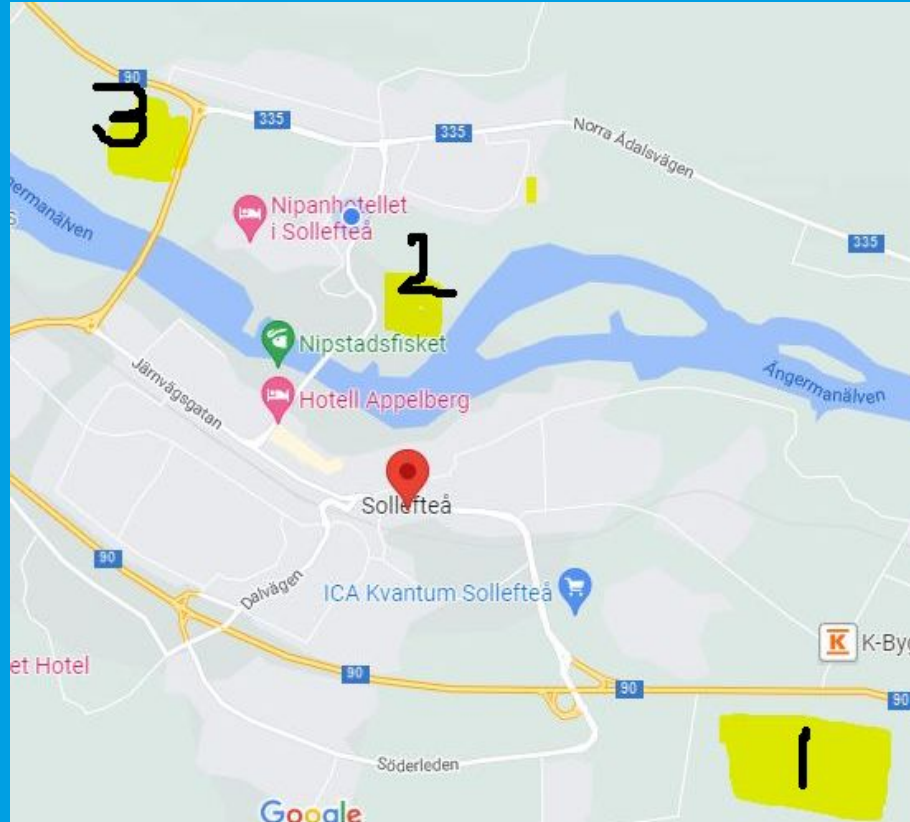 90
3
335
335
Norra Ådalsvägen
Nipanhotellet
i Sollefteå
335
2
Nipstadsfisket
Ångermanälven
Järnvägsgatan
Hotell Appelberg
Sollefteå
90
Dalvägen
ICA Kvantum Sollefteå
K
K-Byg
et Hotel
90
90
90
1
Söderleden
Google